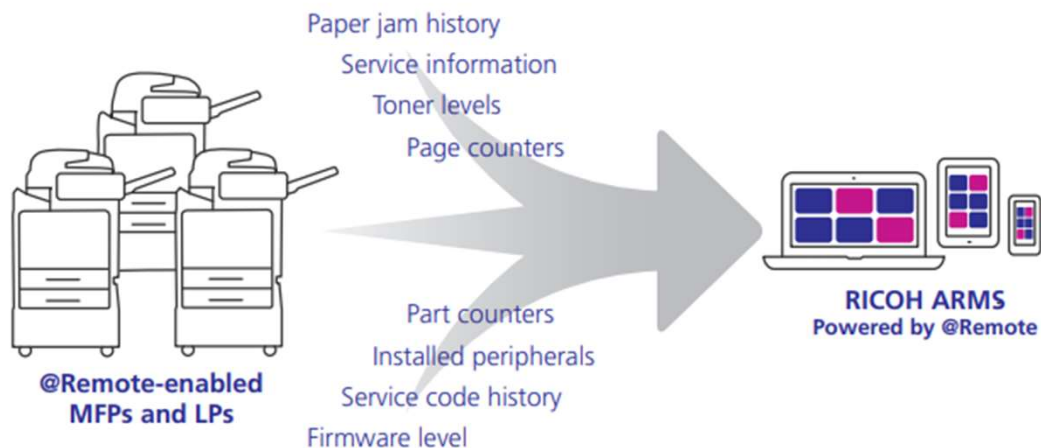 Paper jam history
Service information
Toner levels
Page counters
Part counters
Installed peripherals
Service code history
Firmware level
@Remote-enabled
MFPs and LPs
RICOH ARMS
Powered by @Remote